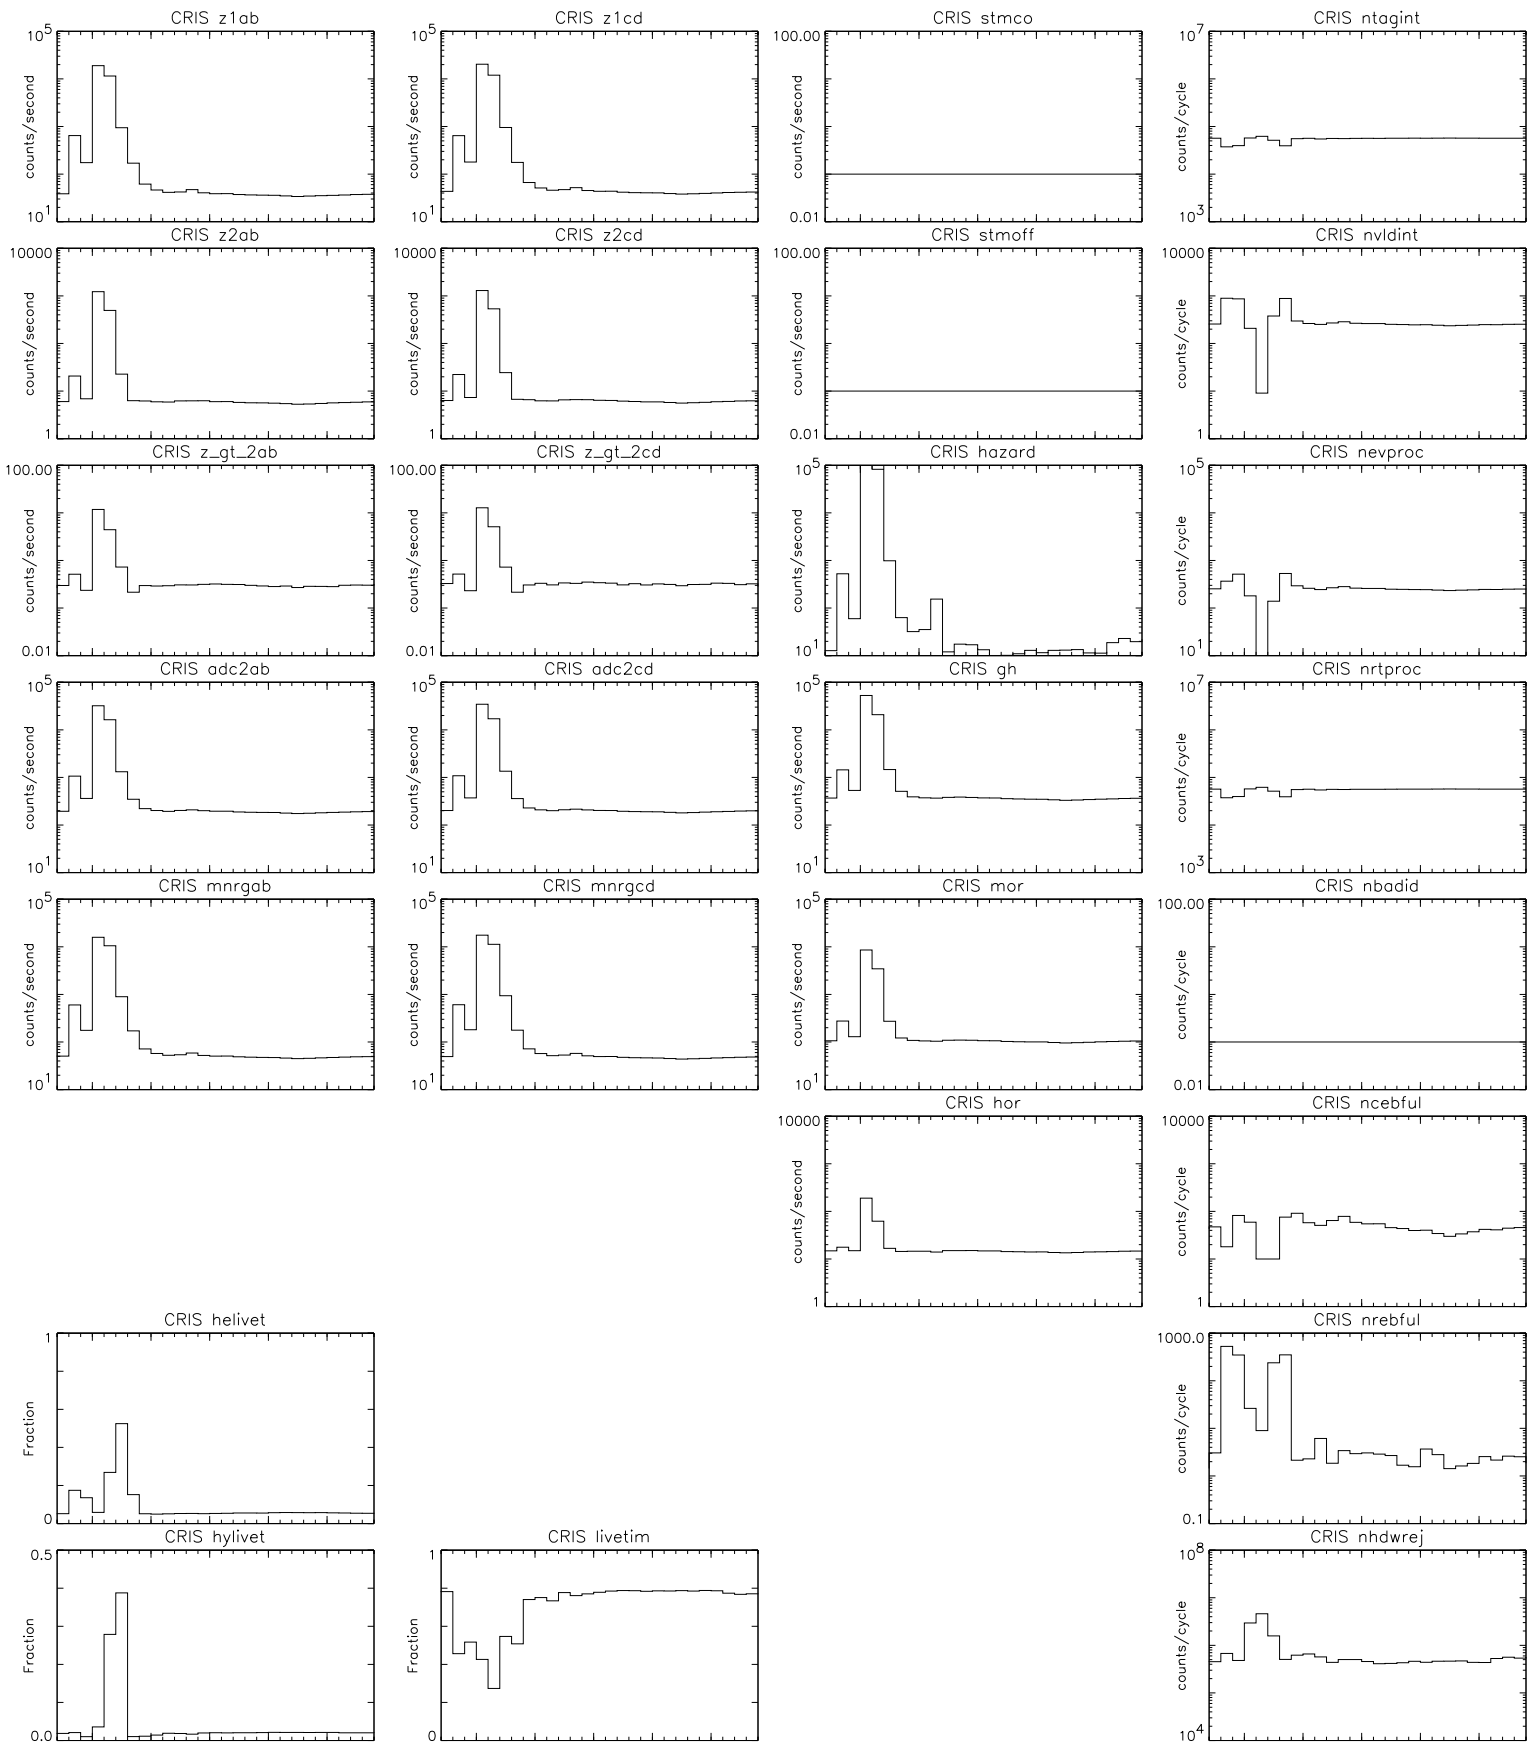 CRIS z1ab
10^5
counts/second
10^1
CRIS z1cd
10^5
counts/second
10^1
CRIS stmco
100.00
counts/second
0.01
CRIS ntagint
10^7
counts/cycle
10^3
CRIS z2ab
10000
counts/second
1
CRIS z2cd
10000
counts/second
1
CRIS stmoff
100.00
counts/second
0.01
CRIS nvldint
10000
counts/cycle
1
CRIS z_gt_2ab
100.00
counts/second
0.01
CRIS z_gt_2cd
100.00
counts/second
0.01
CRIS hazard
10^5
counts/second
10^1
CRIS nevproc
10^5
counts/cycle
10^1
CRIS adc2ab
10^5
counts/second
10^1
CRIS adc2cd
10^5
counts/second
10^1
CRIS gh
10^5
counts/second
10^1
CRIS nrtproc
10^7
counts/cycle
10^3
CRIS mnrgab
10^5
counts/second
10^1
CRIS mnrgcd
10^5
counts/second
10^1
CRIS mor
10^5
counts/second
10^1
CRIS nbadid
100.00
counts/cycle
0.01
CRIS hor
10000
counts/second
1
CRIS ncebful
10000
counts/cycle
1
CRIS helivet
1
Fraction
0
CRIS nrebful
1000.0
counts/cycle
0.1
CRIS hylivet
0.5
Fraction
0.0
CRIS livetim
1
Fraction
0
CRIS nhdwrej
10^8
counts/cycle
10^4